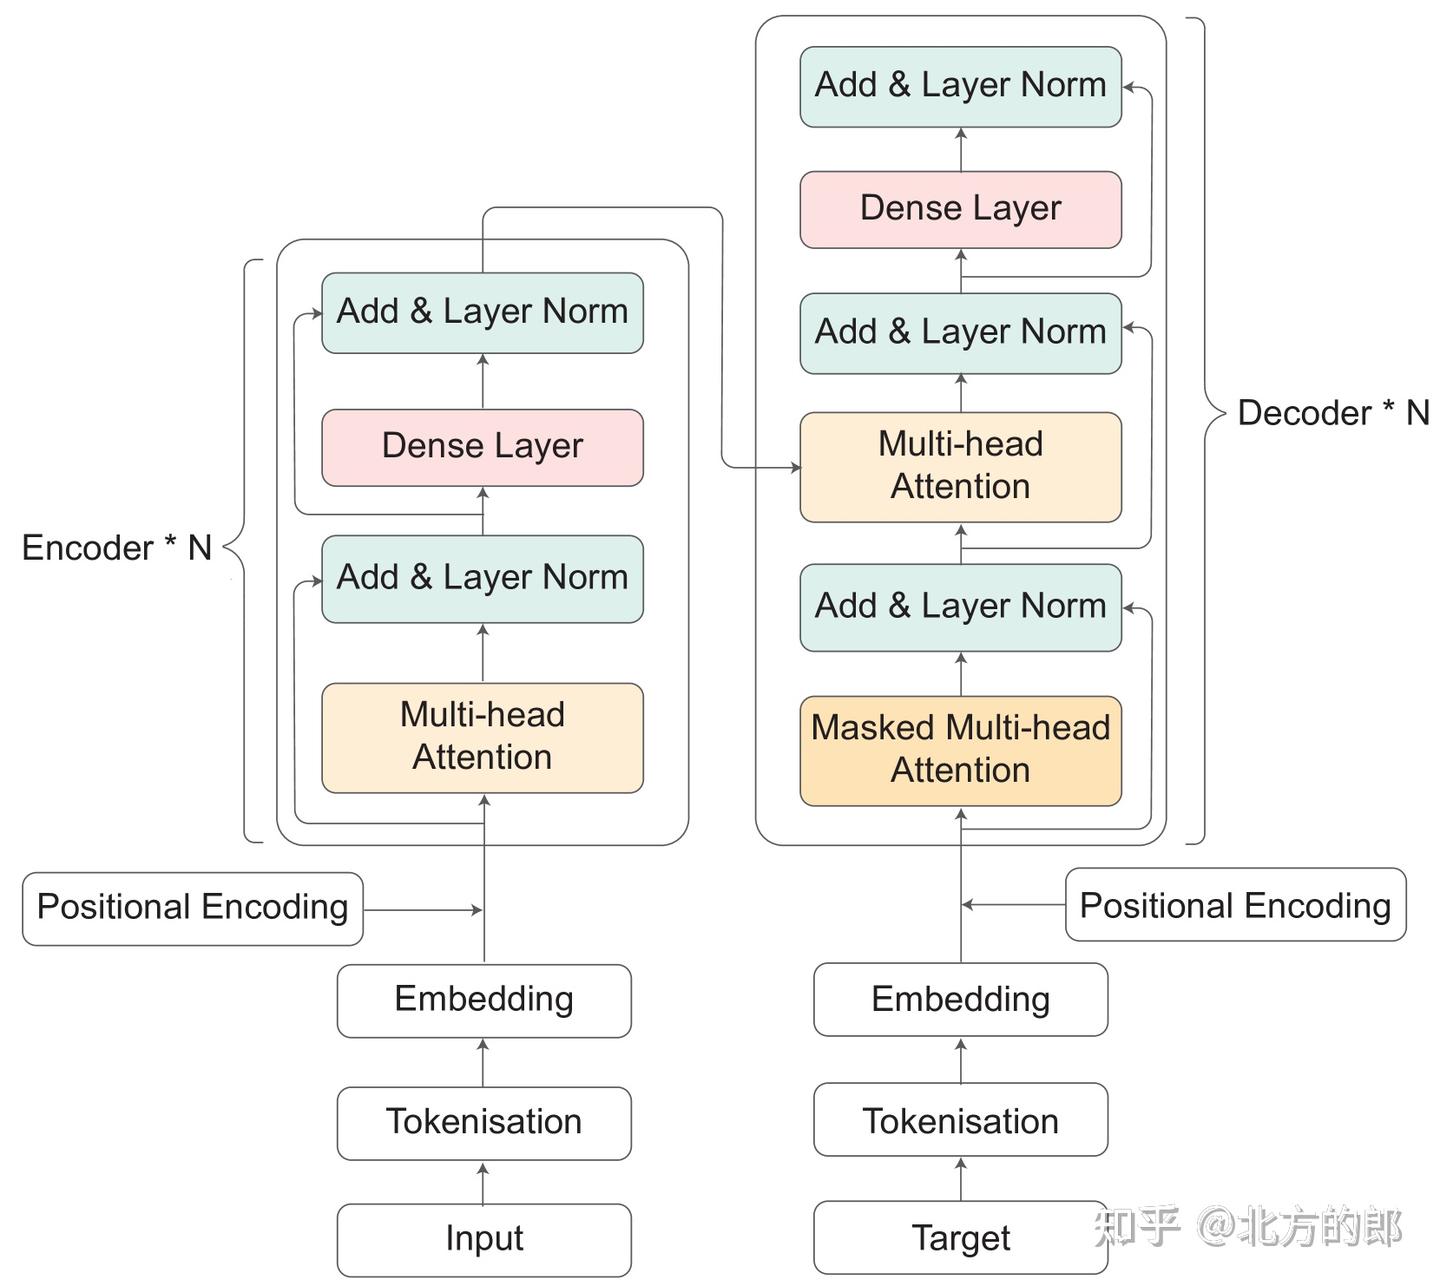 Add & Layer Norm
Dense Layer
Add & Layer Norm
Multi-head
Attention
Add & Layer Norm
Masked Multi-head
Attention
Decoder * N
Add & Layer Norm
Dense Layer
Add & Layer Norm
Multi-head
Attention
Encoder * N
Positional Encoding
Positional Encoding
Embedding
Embedding
Tokenisation
Tokenisation
Input
Target
知乎 @北方的郎